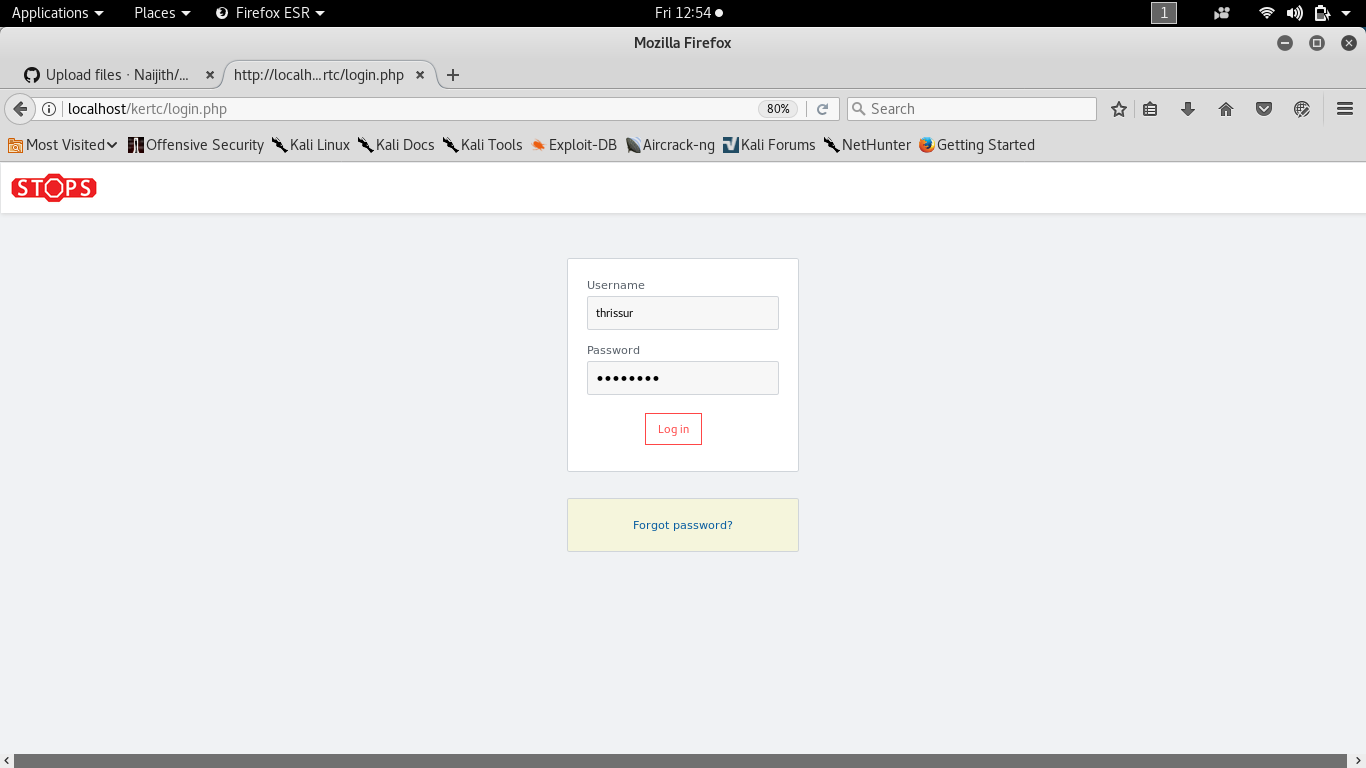 Applications Places Firefox ESR Fri 12:54 1
Mozilla Firefox
Upload files · Naijith/... http://localh...rtc/login.php
localhost/kertc/login.php 80% Search
Most Visited Offensive Security Kali Linux Kali Docs Kali Tools Exploit-DB Aircrack-ng Kali Forums NetHunter Getting Started
STOPS
Username
thrissur
Password
••••••••
Log in
Forgot password?